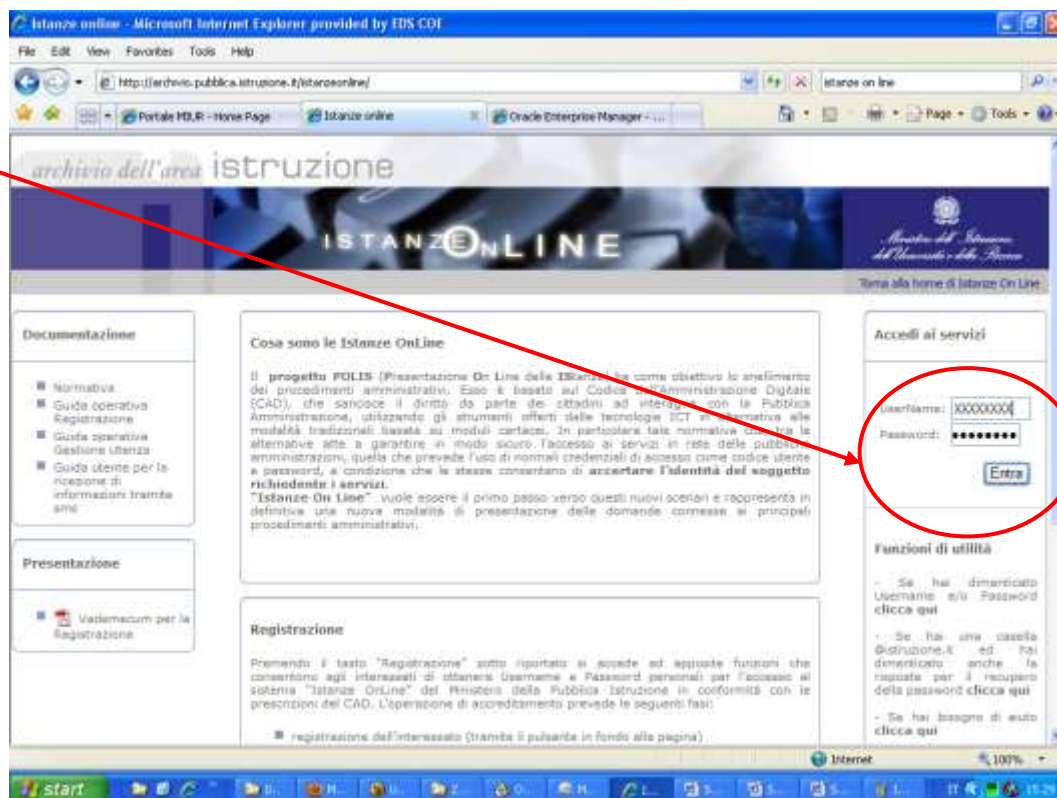 Istanze online - Microsoft Internet Explorer provided by EDS COE
File Edit View Favorites Tools Help
http://archivio.pubblica.istruzione.it/istanzeonline/
istanze on line
Portale MIUR - Home Page
Istanze online
Oracle Enterprise Manager - ...
Page
Tools
archivio dell'area istruzione
ISTANZE ONLINE
Ministero dell'Istruzione
dell'Università e della Ricerca
Torna alla home di Istanze On Line
Documentazione
Normativa
Guida operativa
Registrazione
Guida operativa
Gestione Utenza
Guida utente per la
ricezione di
informazioni tramite
sms
Presentazione
Vademecum per la
Registrazione
Cosa sono le Istanze OnLine
Il progetto POLIS (Presentazione On Line delle IStanze) ha come obiettivo lo snellimento
dei procedimenti amministrativi. Esso è basato sul Codice dell'Amministrazione Digitale
(CAD), che sancisce il diritto da parte dei cittadini ad interagire con la Pubblica
Amministrazione, utilizzando gli strumenti offerti dalle tecnologie ICT in alternativa alle
modalità tradizionali basate su moduli cartacei. In particolare tale normativa cita tra le
alternative atte a garantire in modo sicuro l'accesso ai servizi in rete delle pubbliche
amministrazioni, quella che prevede l'uso di normali credenziali di accesso come codice utente
e password, a condizione che le stesse consentano di accertare l'identità del soggetto
richiedente i servizi.
"Istanze On Line" vuole essere il primo passo verso questi nuovi scenari e rappresenta in
definitiva una nuova modalità di presentazione delle domande connesse ai principali
procedimenti amministrativi.
Registrazione
Premendo il tasto "Registrazione" sotto riportato si accede ad apposite funzioni che
consentono agli interessati di ottenere Username e Password personali per l'accesso al
sistema "Istanze OnLine" del Ministero della Pubblica Istruzione in conformità con le
prescrizioni del CAD. L'operazione di accreditamento prevede le seguenti fasi:
registrazione dell'interessato (tramite il pulsante in fondo alla pagina)
Accedi ai servizi
UserName: XXXXXXXX
Password: ●●●●●●●●
Entra
Funzioni di utilità
- Se hai dimenticato
Username e/o Password
clicca qui
- Se hai una casella
@istruzione.it ed hai
dimenticato anche la
risposta per il recupero
della password clicca qui
- Se hai bisogno di aiuto
clicca qui
Internet
100%
start
IT